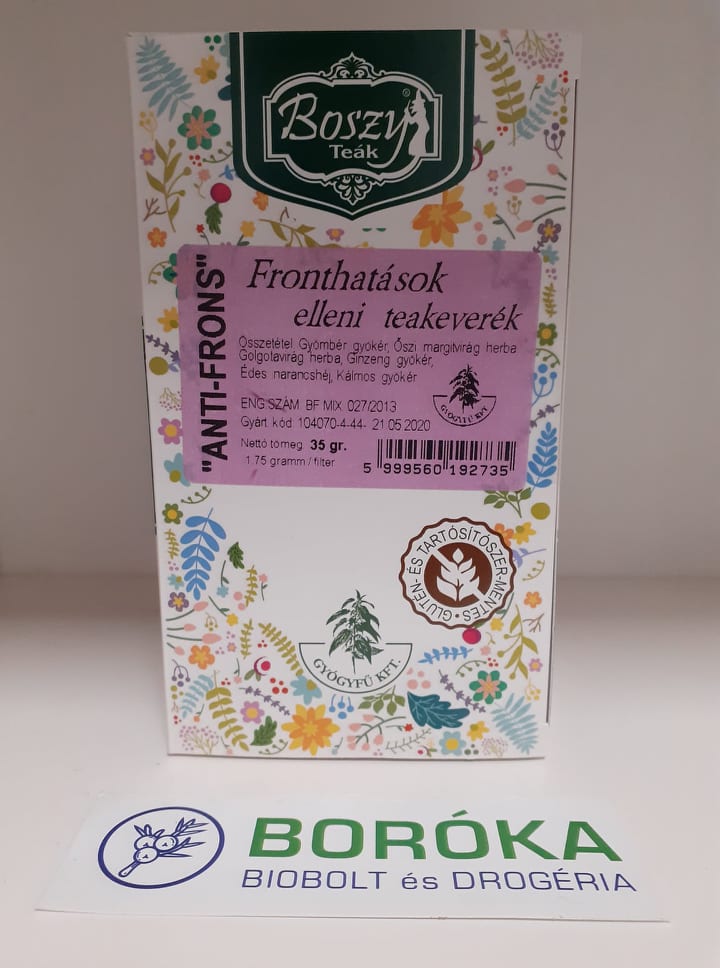 Boszy®
Teák
"ANTI-FRONS"
Fronthatások
elleni teakeverék
Összetétel Gyömbér gyökér, Őszi margitvirág herba
Golgotavirág herba, Ginzeng gyökér,
Édes narancshéj, Kálmos gyökér
ENG.SZÁM BF MIX 027/2013
Gyárt. kód 104070-4-44- 21 05 2020
Nettó tömeg 35 gr.
1.75 gramm / filter
GYÓGYFŰ KFT.
5 999560 192735
GLUTÉN- ÉS TARTÓSÍTÓSZER-MENTES
GYÓGYFŰ KFT.
BORÓKA
BIOBOLT és DROGÉRIA